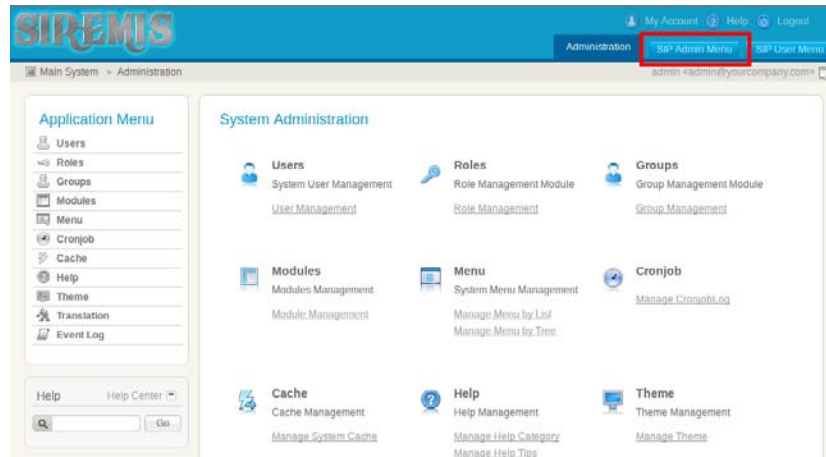 SIREMIS
My Account Help Logout
Administration SIP Admin Menu SIP User Menu
Main System Administration
admin <admin@yourcompany.com>
Application Menu
Users
Roles
Groups
Modules
Menu
Cronjob
Cache
Help
Theme
Translation
Event Log
Help Help Center
Go
System Administration
Users
System User Management
User Management
Roles
Role Management Module
Role Management
Groups
Group Management Module
Group Management
Modules
Modules Management
Module Management
Menu
System Menu Management
Manage Menu by List
Manage Menu by Tree
Cronjob
Manage CronjobLog
Cache
Cache Management
Manage System Cache
Help
Help Management
Manage Help Category
Manage Help Tips
Theme
Theme Management
Manage Theme